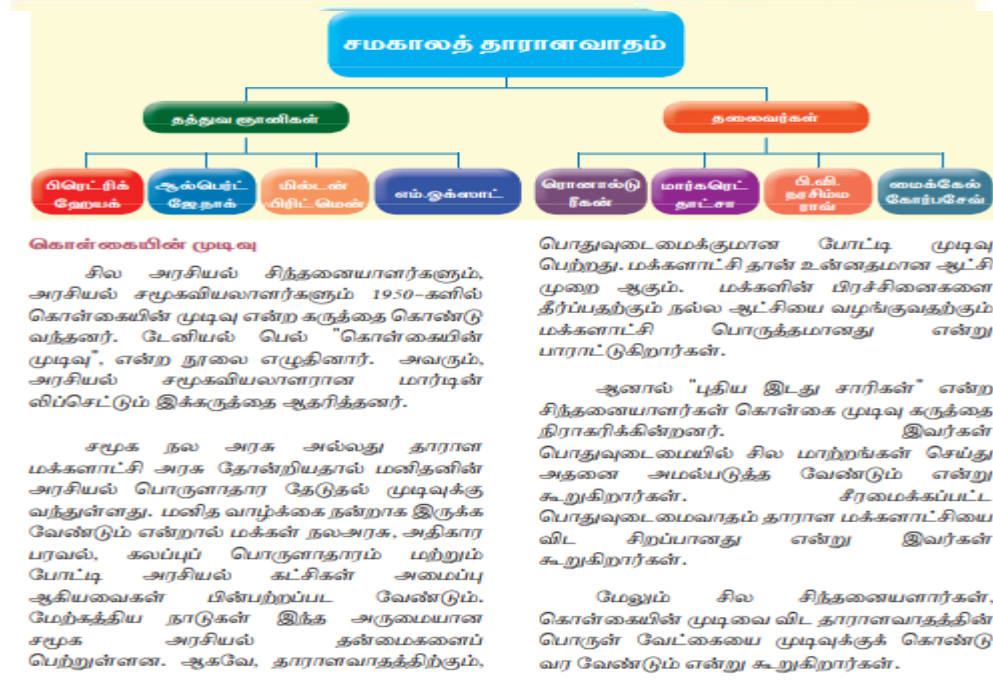 சமகாலத் தாராளவாதம்
தத்துவ ஞானிகள்
தலைவர்கள்
பிரெட்ரிக்
ஹேயக்
ஆல்பெர்ட்
ஜே.நாக்
மில்டன்
பிரிட்மென்
எம்.ஓக்ஸாட்
ரொனால்டு
ரீகன்
மார்கரெட்
தாட்சர்
பி.வி.
நரசிம்ம
ராவ்
மைக்கேல்
கோர்பசேவ்
கொள்கையின் முடிவு
சில அரசியல் சிந்தனையாளர்களும்,
அரசியல் சமூகவியலாளர்களும் 1950-களில்
கொள்கையின் முடிவு என்ற கருத்தை கொண்டு
வந்தனர். டேனியல் பெல் "கொள்கையின்
முடிவு", என்ற நூலை எழுதினார். அவரும்,
அரசியல் சமூகவியலாளரான மார்டின்
லிப்செட்டும் இக்கருத்தை ஆதரித்தனர்.
சமூக நல அரசு அல்லது தாராள
மக்களாட்சி அரசு தோன்றியதால் மனிதனின்
அரசியல் பொருளாதார தேடுதல் முடிவுக்கு
வந்துள்ளது. மனித வாழ்க்கை நன்றாக இருக்க
வேண்டும் என்றால் மக்கள் நலஅரசு, அதிகார
பரவல், கலப்புப் பொருளாதாரம் மற்றும்
போட்டி அரசியல் கட்சிகள் அமைப்பு
ஆகியவைகள் பின்பற்றப்பட வேண்டும்.
மேற்கத்திய நாடுகள் இந்த அருமையான
சமூக அரசியல் தன்மைகளைப்
பெற்றுள்ளன. ஆகவே, தாராளவாதத்திற்கும்,
பொதுவுடைமைக்குமான போட்டி முடிவு
பெற்றது. மக்களாட்சி தான் உன்னதமான ஆட்சி
முறை ஆகும். மக்களின் பிரச்சினைகளை
தீர்ப்பதற்கும் நல்ல ஆட்சியை வழங்குவதற்கும்
மக்களாட்சி பொருத்தமானது என்று
பாராட்டுகிறார்கள்.
ஆனால் "புதிய இடது சாரிகள்" என்ற
சிந்தனையாளர்கள் கொள்கை முடிவு கருத்தை
நிராகரிக்கின்றனர். இவர்கள்
பொதுவுடைமையில் சில மாற்றங்கள் செய்து
அதனை அமல்படுத்த வேண்டும் என்று
கூறுகிறார்கள். சீரமைக்கப்பட்ட
பொதுவுடைமைவாதம் தாராள மக்களாட்சியை
விட சிறப்பானது என்று இவர்கள்
கூறுகிறார்கள்.
மேலும் சில சிந்தனையளார்கள்,
கொள்கையின் முடிவை விட தாராளவாதத்தின்
பொருள் வேட்கையை முடிவுக்குக் கொண்டு
வர வேண்டும் என்று கூறுகிறார்கள்.